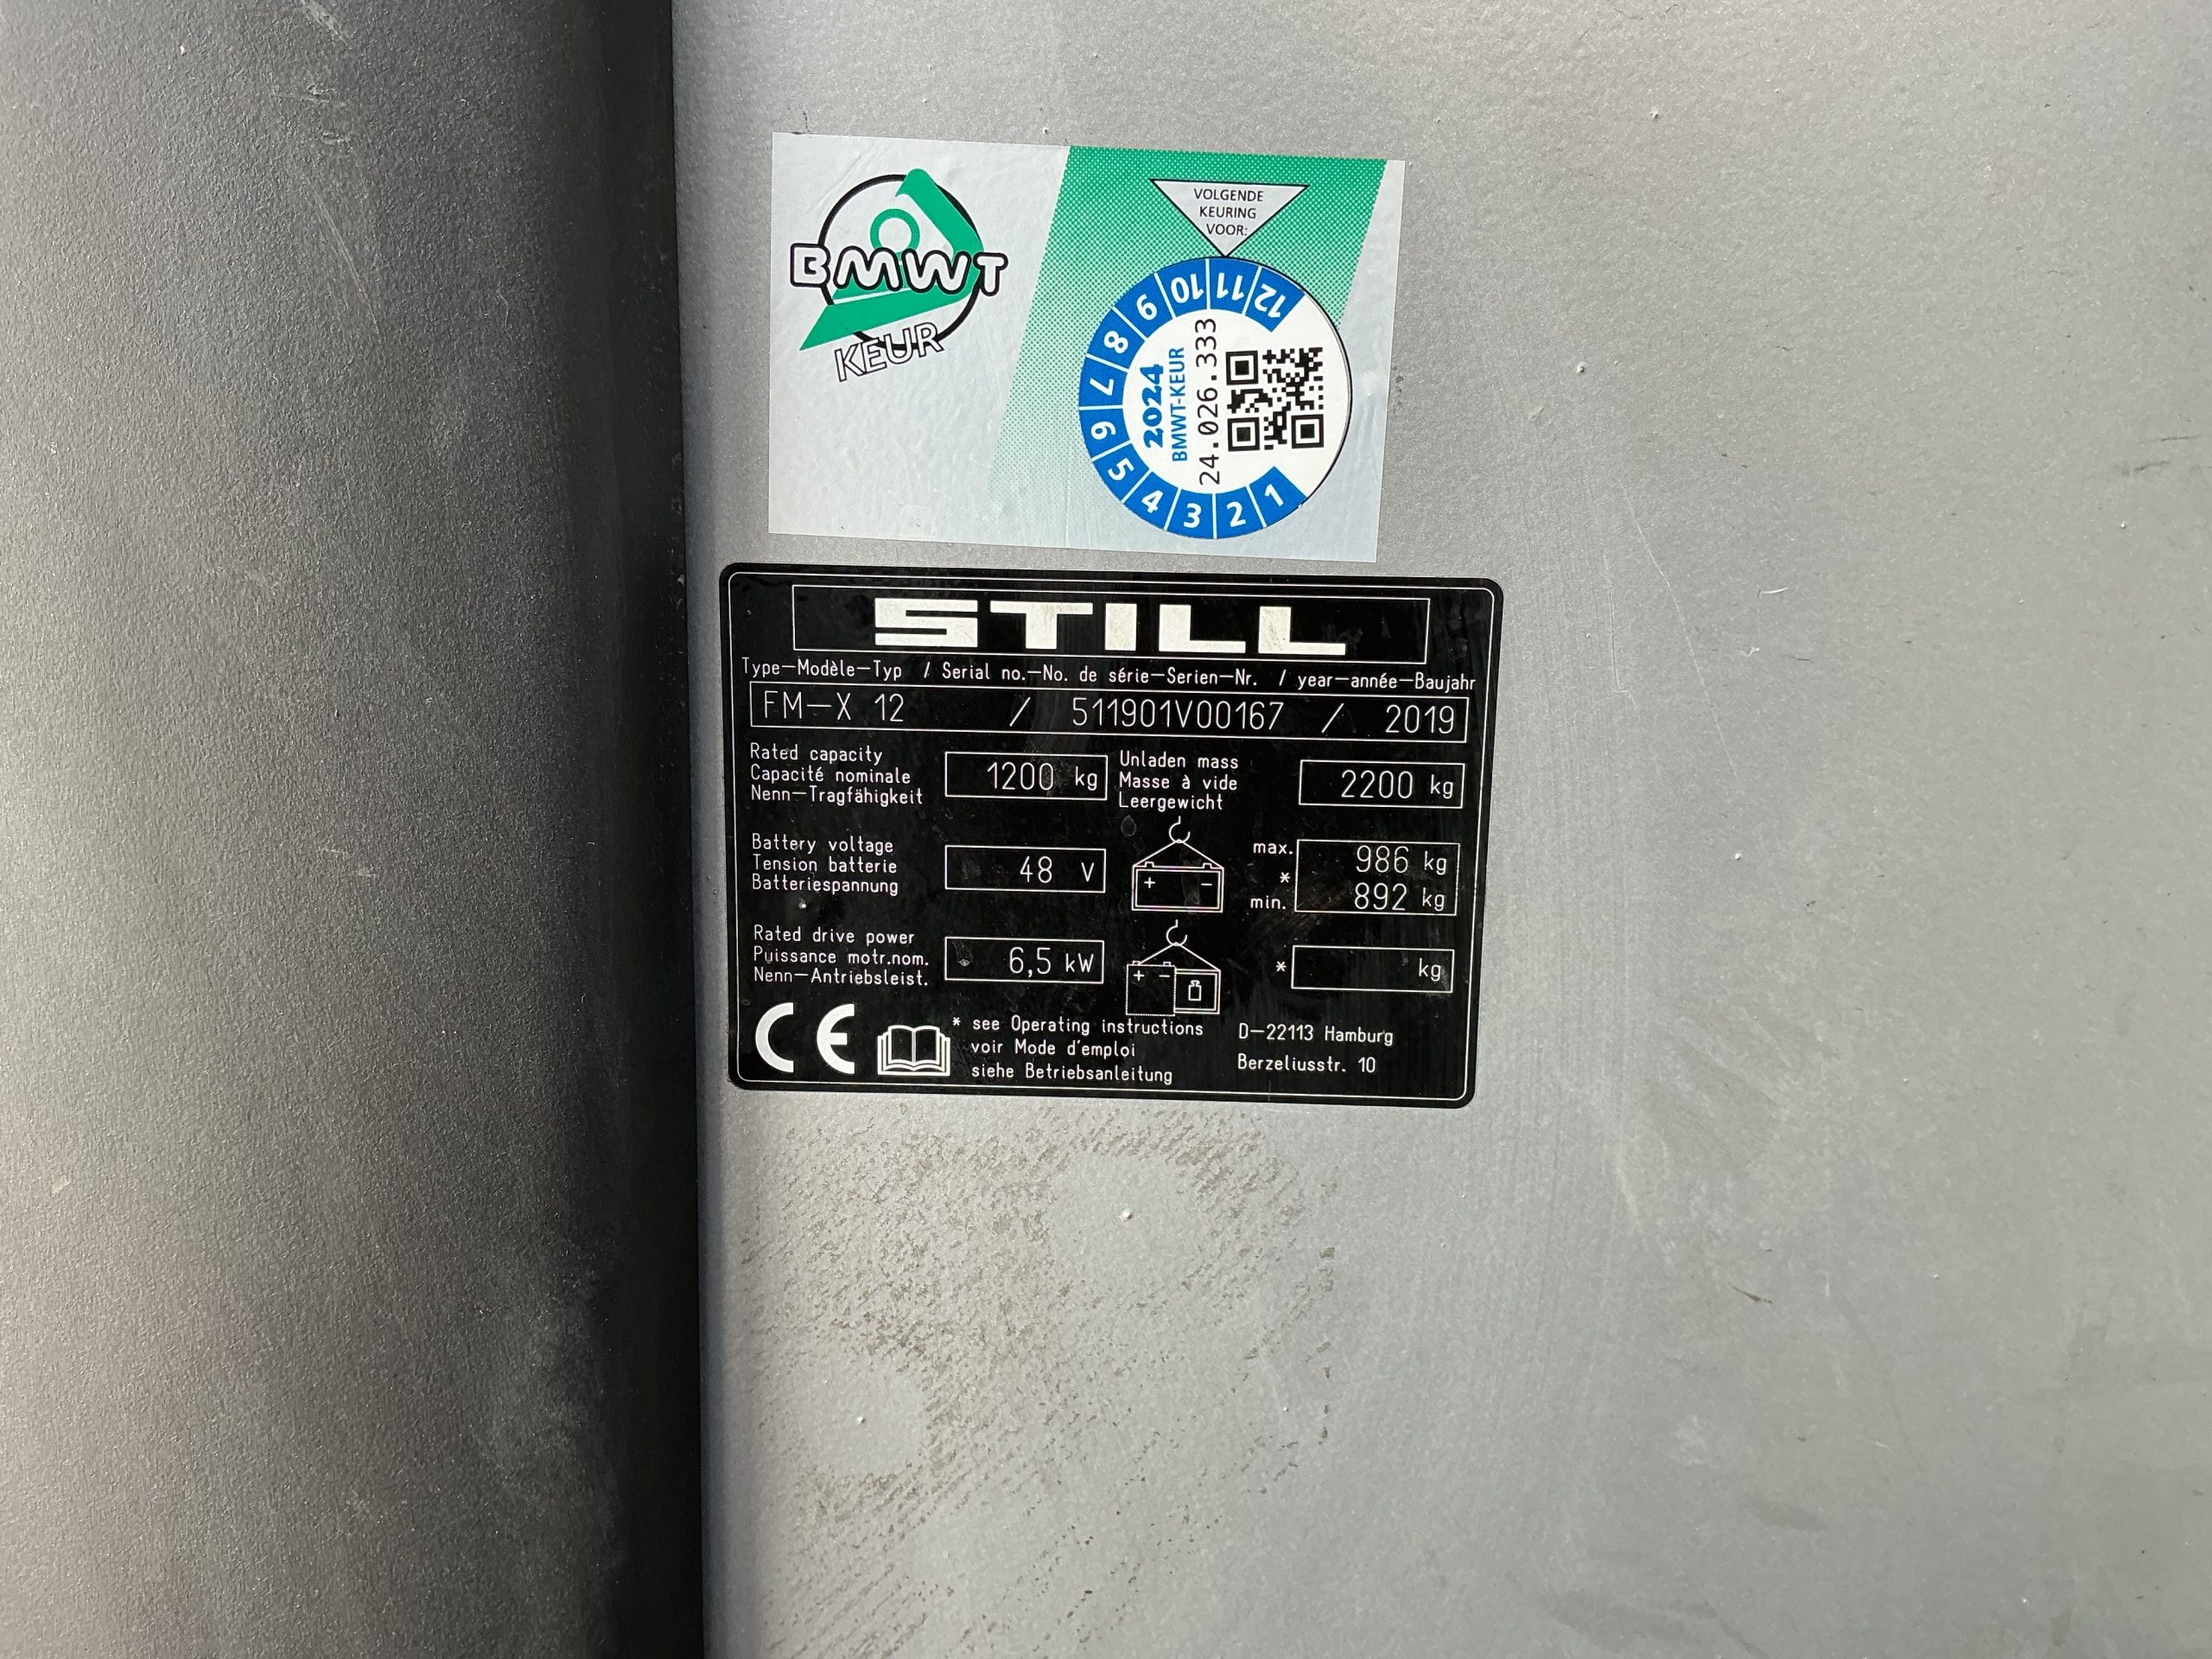 BMWT
KEUR
VOLGENDE
KEURING
VOOR:
1 2 3 4 5 6 7 8 9 10 11 12
2024
BMWT-KEUR
24.026.333
STILL
Type-Modèle-Typ / Serial no.-No. de série-Serien-Nr. / year-année-Baujahr
FM-X 12 / 511901V00167 / 2019
Rated capacity
Capacité nominale
Nenn-Tragfähigkeit
1200 kg
Unladen mass
Masse à vide
Leergewicht
2200 kg
Battery voltage
Tension batterie
Batteriespannung
48 V
+ -
max. 986 kg
*
min. 892 kg
Rated drive power
Puissance motr.nom.
Nenn-Antriebsleist.
6,5 kW
+ -
* kg
CE
* see Operating instructions
voir Mode d'emploi
siehe Betriebsanleitung
D-22113 Hamburg
Berzeliusstr. 10